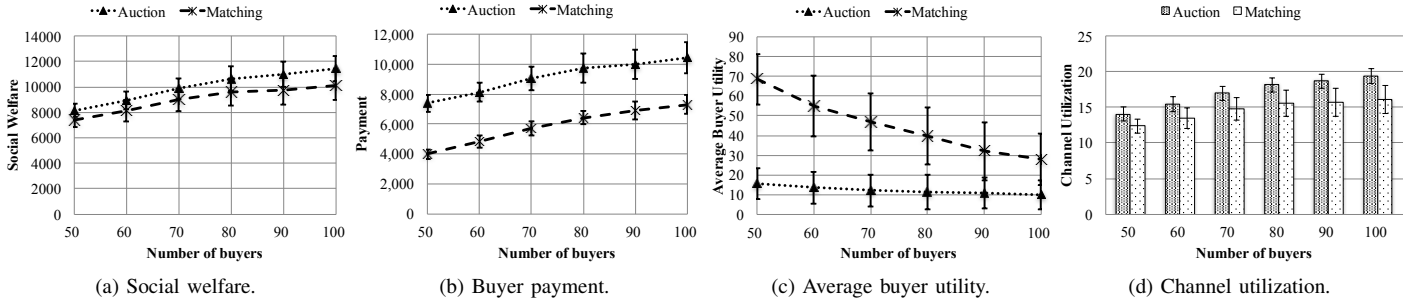 Auction Matching
Social Welfare
14000
12000
10000
8000
6000
4000
2000
0
50 60 70 80 90 100
Number of buyers
(a) Social welfare.
Auction Matching
Payment
12,000
10,000
8,000
6,000
4,000
2,000
0
50 60 70 80 90 100
Number of buyers
(b) Buyer payment.
Auction Matching
Average Buyer Utility
90
80
70
60
50
40
30
20
10
0
50 60 70 80 90 100
Number of buyers
(c) Average buyer utility.
Auction Matching
Channel Utilization
25
20
15
10
5
0
50 60 70 80 90 100
Number of buyers
(d) Channel utilization.